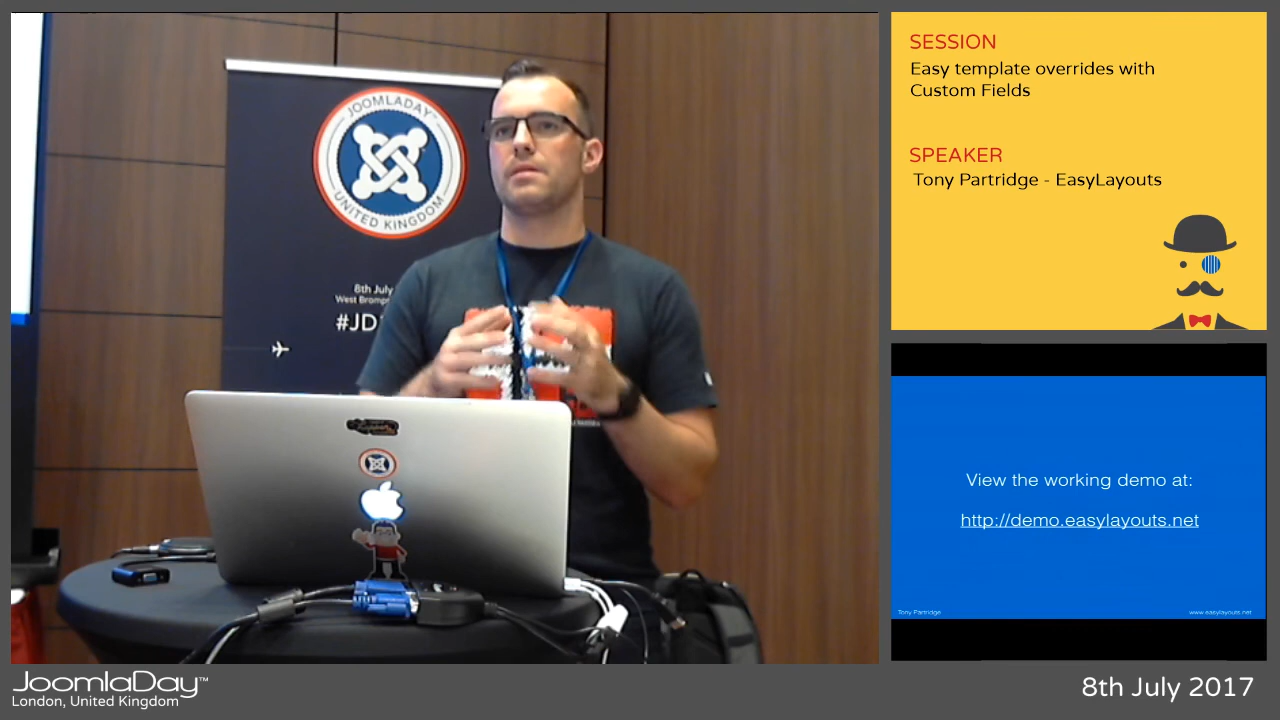 JOOMLADAY™
UNITED KINGDOM
8th July
West Bromp
#JD
SESSION
Easy template overrides with
Custom Fields
SPEAKER
Tony Partridge - EasyLayouts
View the working demo at:
http://demo.easylayouts.net
Tony Partridge
www.easylayouts.net
JoomlaDay™
London, United Kingdom
8th July 2017